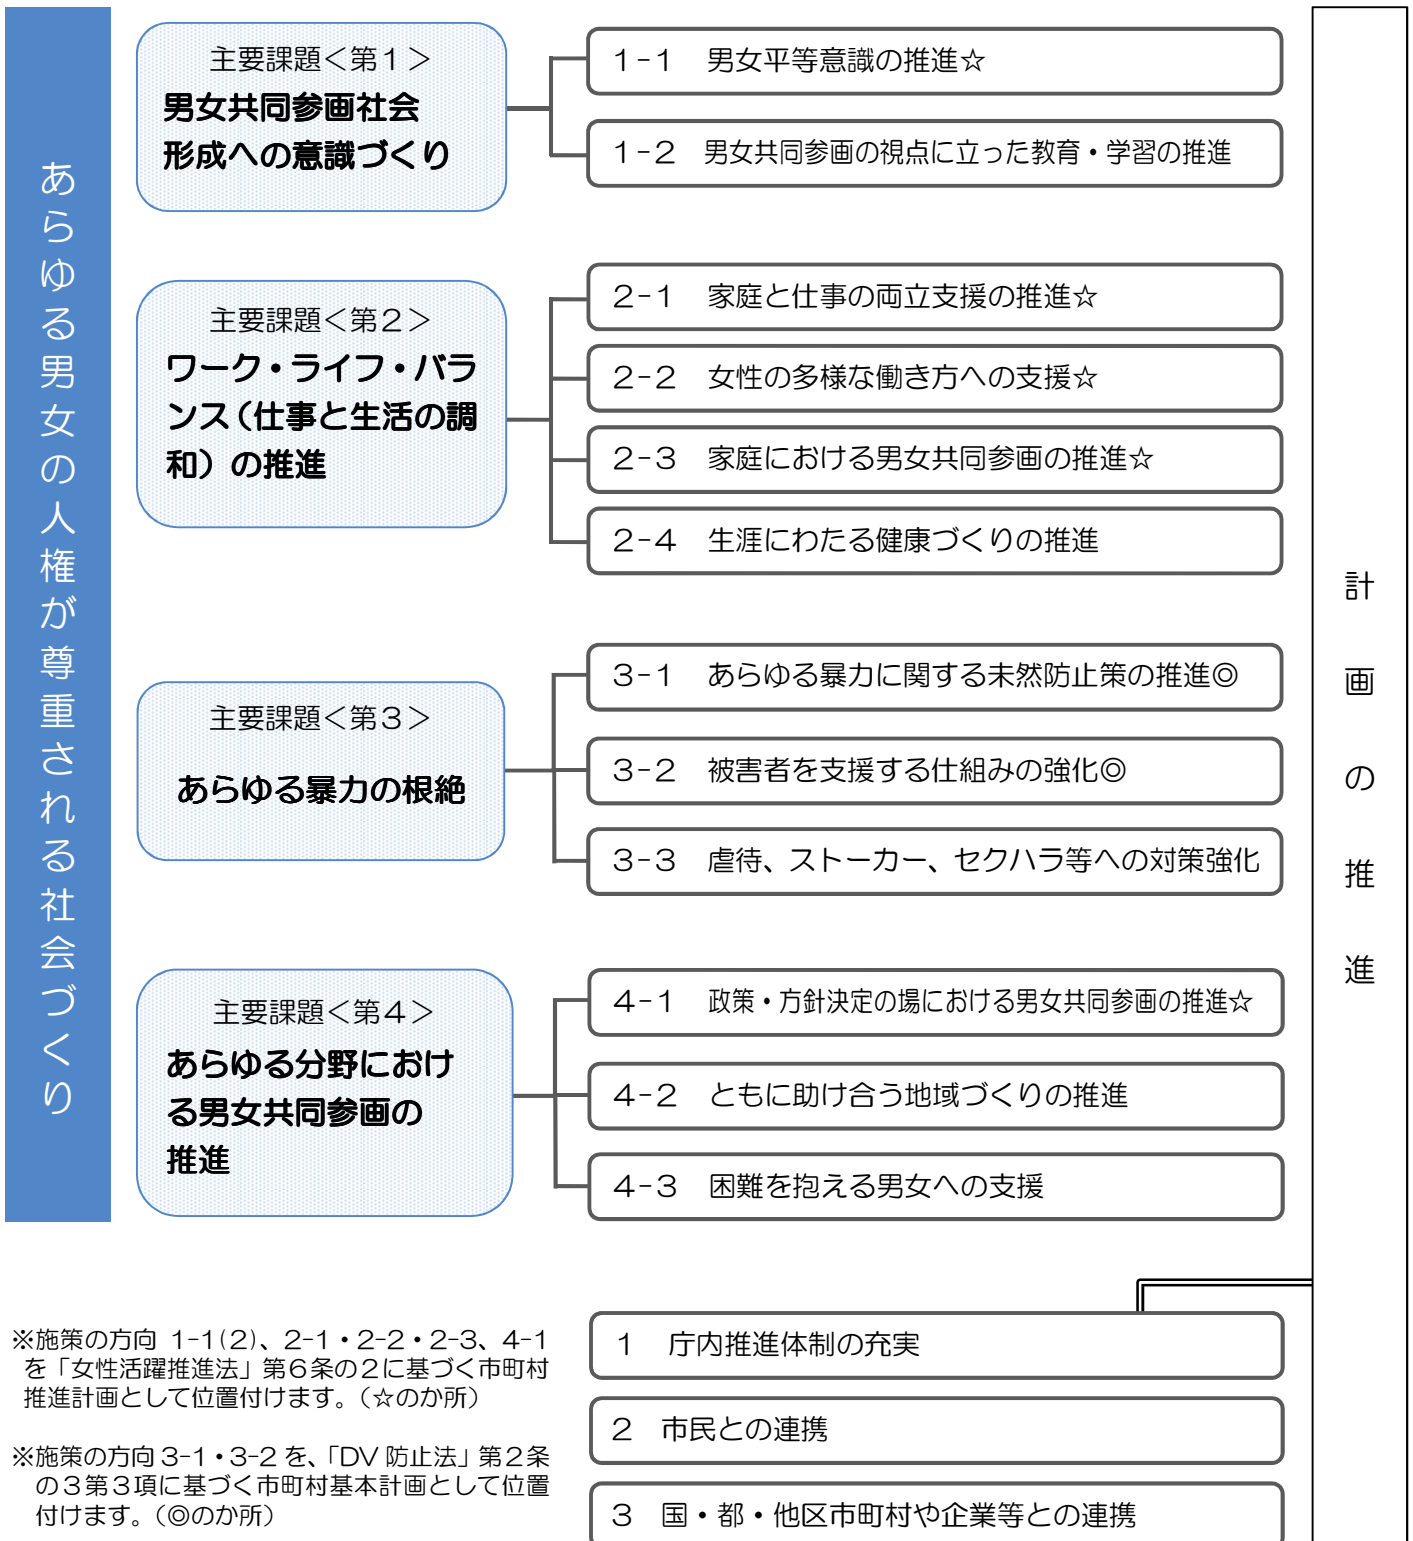 あらゆる男女の人権が尊重される社会づくり
主要課題＜第１＞
男女共同参画社会
形成への意識づくり
１-１　男女平等意識の推進☆
１-２　男女共同参画の視点に立った教育・学習の推進
主要課題＜第２＞
ワーク・ライフ・バラ
ンス（仕事と生活の調
和）の推進
２-１　家庭と仕事の両立支援の推進☆
２-２　女性の多様な働き方への支援☆
２-３　家庭における男女共同参画の推進☆
２-４　生涯にわたる健康づくりの推進
主要課題＜第３＞
あらゆる暴力の根絶
３-１　あらゆる暴力に関する未然防止策の推進◎
３-２　被害者を支援する仕組みの強化◎
３-３　虐待、ストーカー、セクハラ等への対策強化
主要課題＜第４＞
あらゆる分野におけ
る男女共同参画の
推進
４-１　政策・方針決定の場における男女共同参画の推進☆
４-２　ともに助け合う地域づくりの推進
４-３　困難を抱える男女への支援
計画の推進
１　庁内推進体制の充実
２　市民との連携
３　国・都・他区市町村や企業等との連携
※施策の方向 1-1(2)、2-1・2-2・2-3、4-1
を「女性活躍推進法」第６条の２に基づく市町村
推進計画として位置付けます。（☆のか所）
※施策の方向 3-1・3-2 を、「DV 防止法」第２条
の３第３項に基づく市町村基本計画として位置
付けます。（◎のか所）